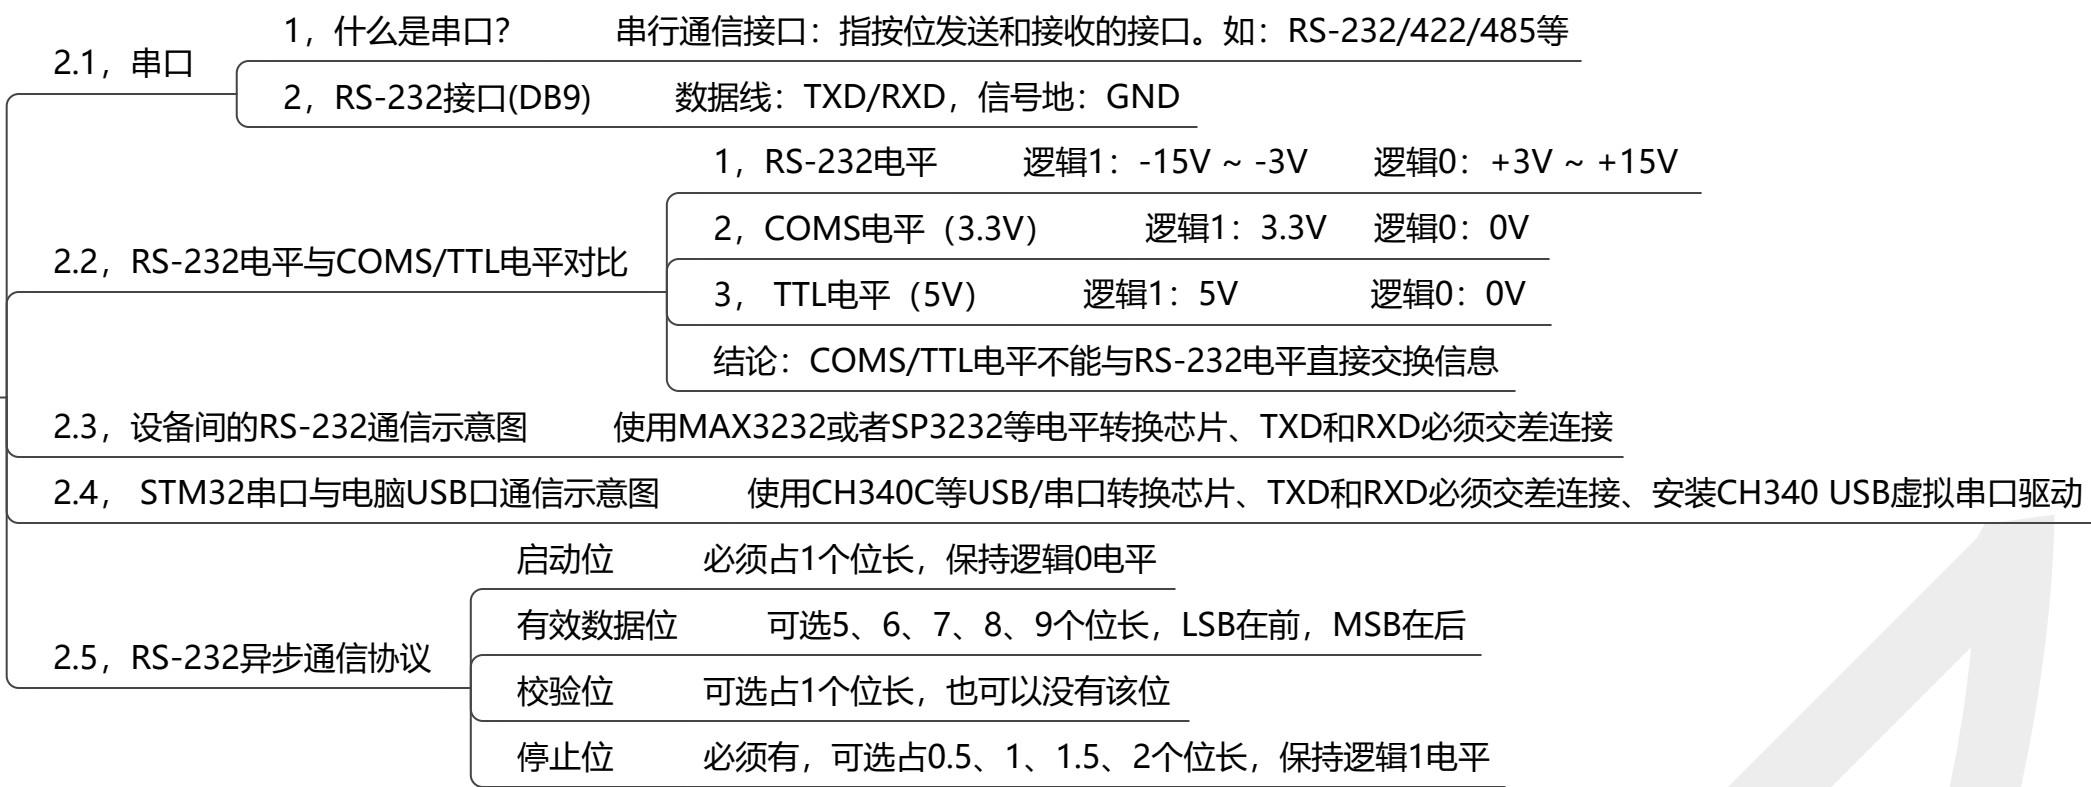 2.1，串口
1，什么是串口？ 串行通信接口：指按位发送和接收的接口。如：RS-232/422/485等
2，RS-232接口(DB9) 数据线：TXD/RXD，信号地：GND
2.2，RS-232电平与COMS/TTL电平对比
1，RS-232电平 逻辑1：-15V ~ -3V 逻辑0：+3V ~ +15V
2，COMS电平（3.3V） 逻辑1：3.3V 逻辑0：0V
3， TTL电平（5V） 逻辑1：5V 逻辑0：0V
结论：COMS/TTL电平不能与RS-232电平直接交换信息
2.3，设备间的RS-232通信示意图 使用MAX3232或者SP3232等电平转换芯片、TXD和RXD必须交差连接
2.4， STM32串口与电脑USB口通信示意图 使用CH340C等USB/串口转换芯片、TXD和RXD必须交差连接、安装CH340 USB虚拟串口驱动
2.5，RS-232异步通信协议
启动位 必须占1个位长，保持逻辑0电平
有效数据位 可选5、6、7、8、9个位长，LSB在前，MSB在后
校验位 可选占1个位长，也可以没有该位
停止位 必须有，可选占0.5、1、1.5、2个位长，保持逻辑1电平